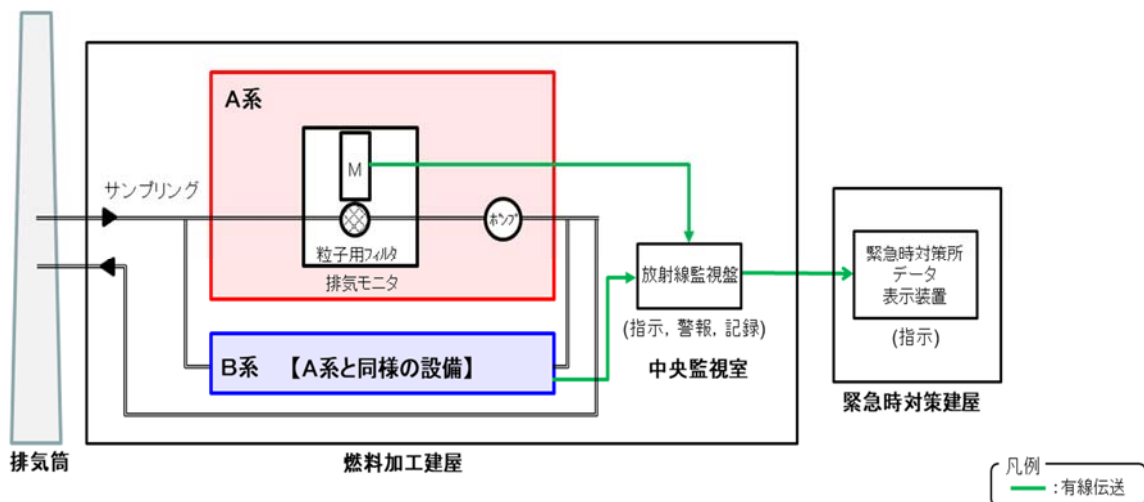 A系
M
サンプリング
ポンプ
粒子用フィルタ
排気モニタ
放射線監視盤
(指示, 警報, 記録)
中央監視室
緊急時対策所
データ
表示装置
(指示)
緊急時対策建屋
B系 【A系と同様の設備】
排気筒
燃料加工建屋
凡例
:有線伝送